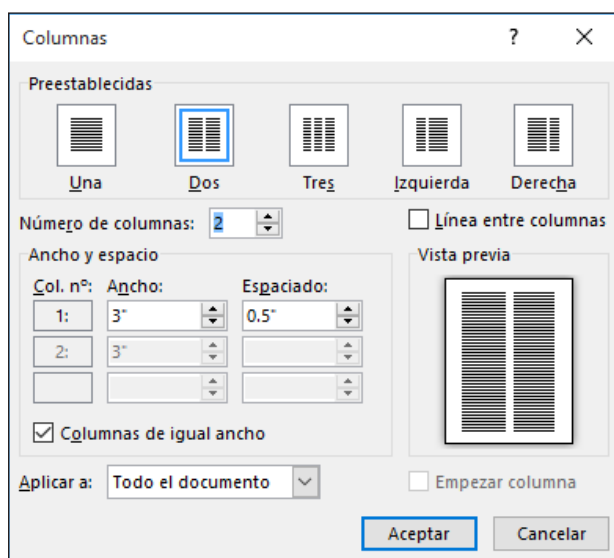 Columnas ?
Preestablecidas
Una Dos Tres Izquierda Derecha
Número de columnas: 2 Línea entre columnas
Ancho y espacio Vista previa
Col. nº: Ancho: Espaciado:
1: 3" 0.5"
2: 3"
Columnas de igual ancho
Aplicar a: Todo el documento Empezar columna
Aceptar Cancelar